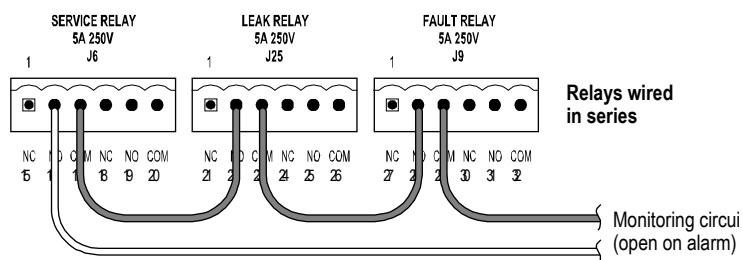 SERVICE RELAY
5A 250V
J6
1
LEAK RELAY
5A 250V
J25
1
FAULT RELAY
5A 250V
J9
1
Relays wired
in series
NC NO COM NC NO COM
15 18 19 20
NC NO COM NC NO COM
21 24 25 26
NC NO COM NC NO COM
27 30 31 32
Monitoring circui
(open on alarm)